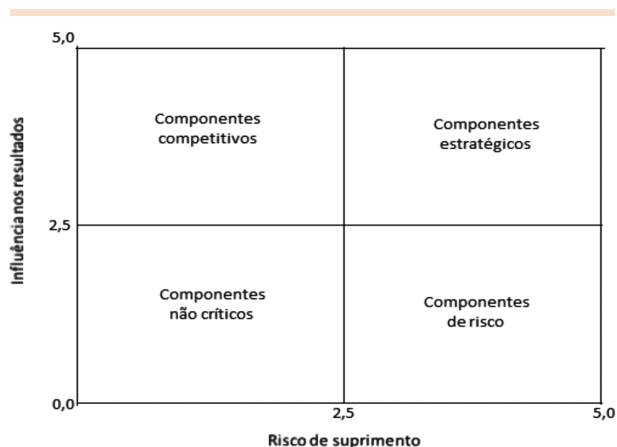 5,0
Componentes
competitivos
Componentes
estratégicos
Influência nos resultados
2,5
Componentes
não críticos
Componentes
de risco
0,0
2,5
5,0
Risco de suprimento